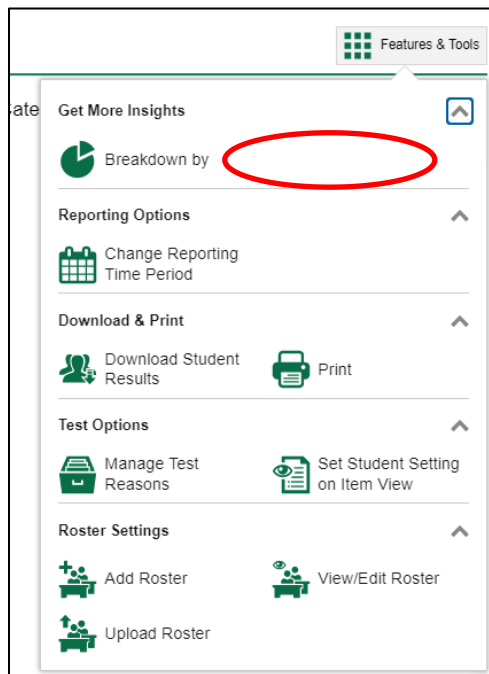 Features & Tools
Cate
Get More Insights
Breakdown by
Reporting Options
Change Reporting
Time Period
Download & Print
Download Student
Results
Print
Test Options
Manage Test
Reasons
Set Student Setting
on Item View
Roster Settings
Add Roster
View/Edit Roster
Upload Roster